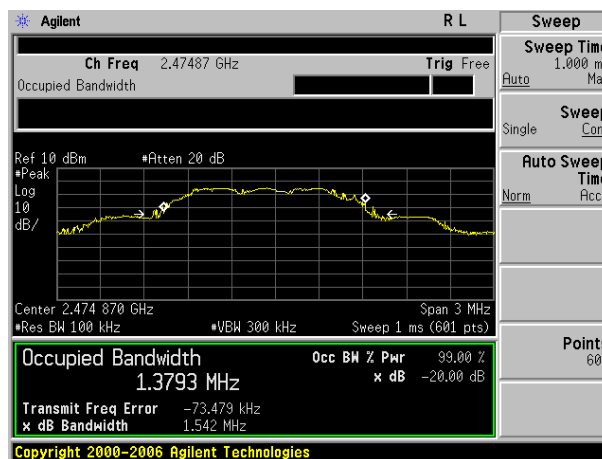 Agilent R L Sweep
Ch Freq 2.47487 GHz Trig Free
Occupied Bandwidth
Sweep Time
1.000 m
Auto Ma
Sweep
Single Con
Auto Sweep
Time
Norm Acc
Points
60
Ref 10 dBm #Atten 20 dB
#Peak
Log
10
dB/
Center 2.474 870 GHz Span 3 MHz
#Res BW 100 kHz #VBW 300 kHz Sweep 1 ms (601 pts)
Occupied Bandwidth Occ BW % Pwr 99.00 %
1.3793 MHz x dB -20.00 dB
Transmit Freq Error -73.479 kHz
x dB Bandwidth 1.542 MHz
Copyright 2000-2006 Agilent Technologies